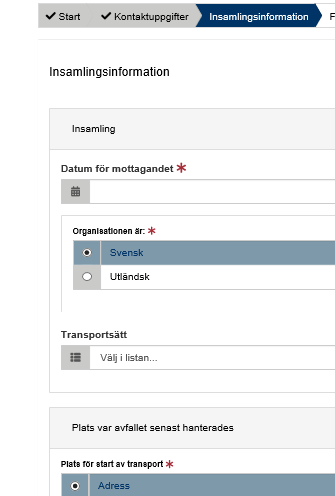 Start Kontaktuppgifter Insamlingsinformation
Insamlingsinformation
Insamling
Datum för mottagandet *
Organisationen är: *
Svensk
Utländsk
Transportsätt
Välj i listan...
Plats var avfallet senast hanterades
Plats för start av transport *
Adress